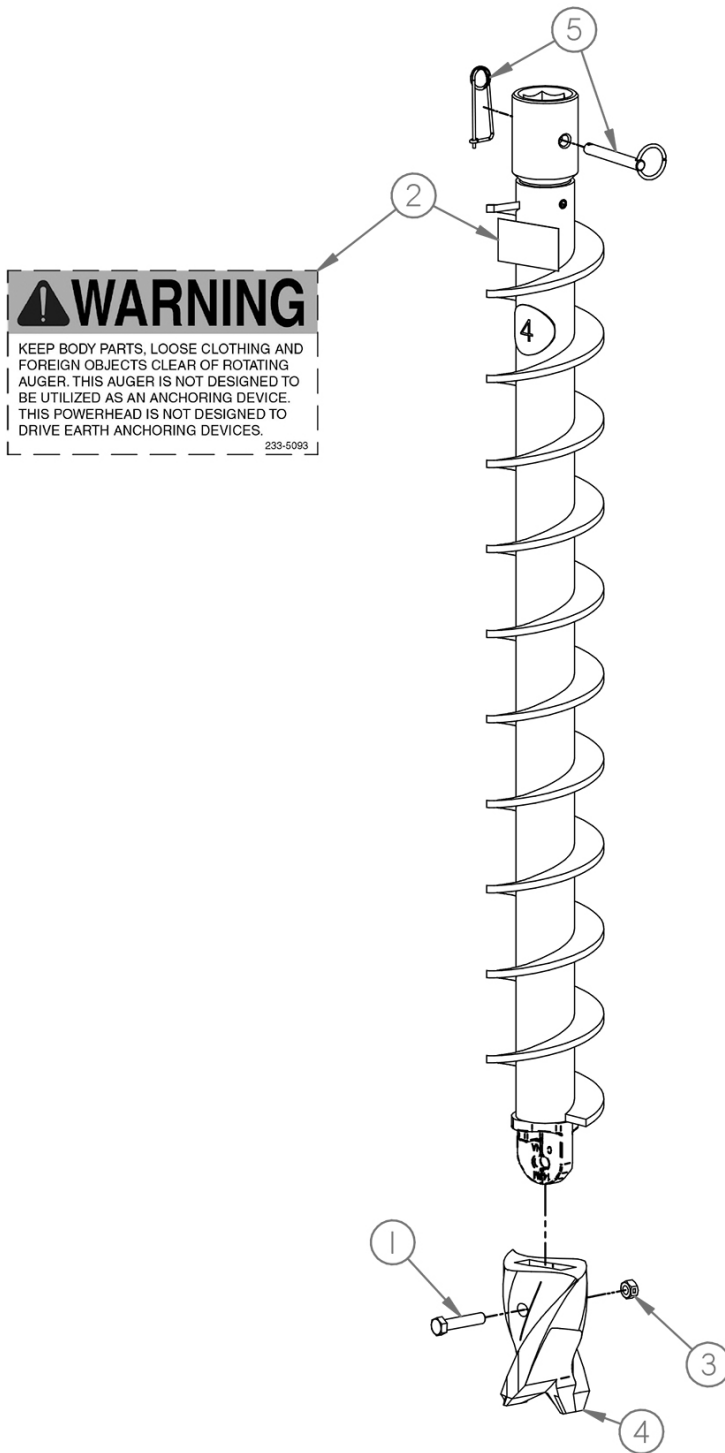 5
2
WARNING
KEEP BODY PARTS, LOOSE CLOTHING AND
FOREIGN OBJECTS CLEAR OF ROTATING
AUGER. THIS AUGER IS NOT DESIGNED TO
BE UTILIZED AS AN ANCHORING DEVICE.
THIS POWERHEAD IS NOT DESIGNED TO
DRIVE EARTH ANCHORING DEVICES.
233-5093
4
1
3
4